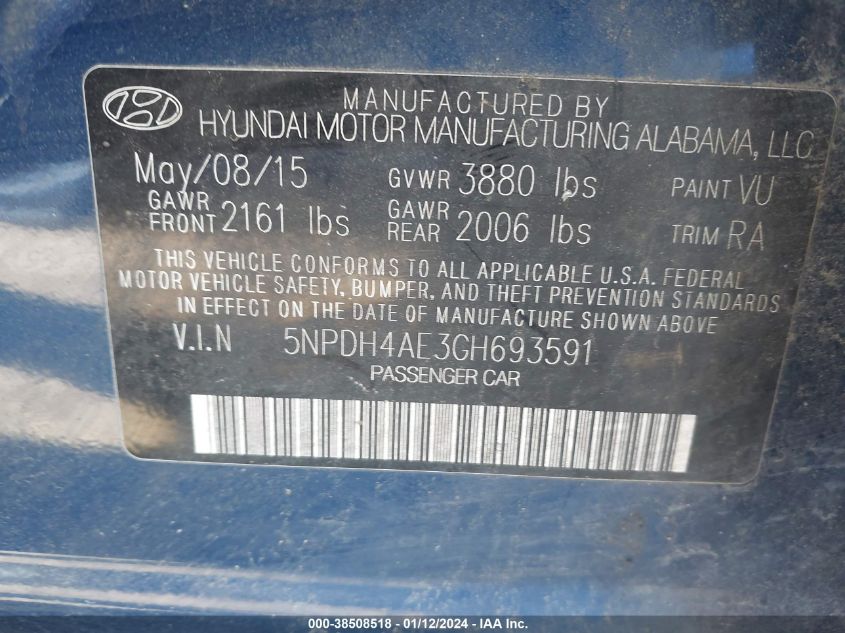 MANUFACTURED BY
HYUNDAI MOTOR MANUFACTURING ALABAMA, LLC
May/08/15 GVWR 3880 lbs PAINT VU
GAWR FRONT 2161 lbs GAWR REAR 2006 lbs TRIM RA
THIS VEHICLE CONFORMS TO ALL APPLICABLE U.S.A. FEDERAL
MOTOR VEHICLE SAFETY, BUMPER, AND THEFT PREVENTION STANDARDS
IN EFFECT ON THE DATE OF MANUFACTURE SHOWN ABOVE
V.I.N 5NPDH4AE3GH693591
PASSENGER CAR
000-38508518 - 01/12/2024 - IAA Inc.